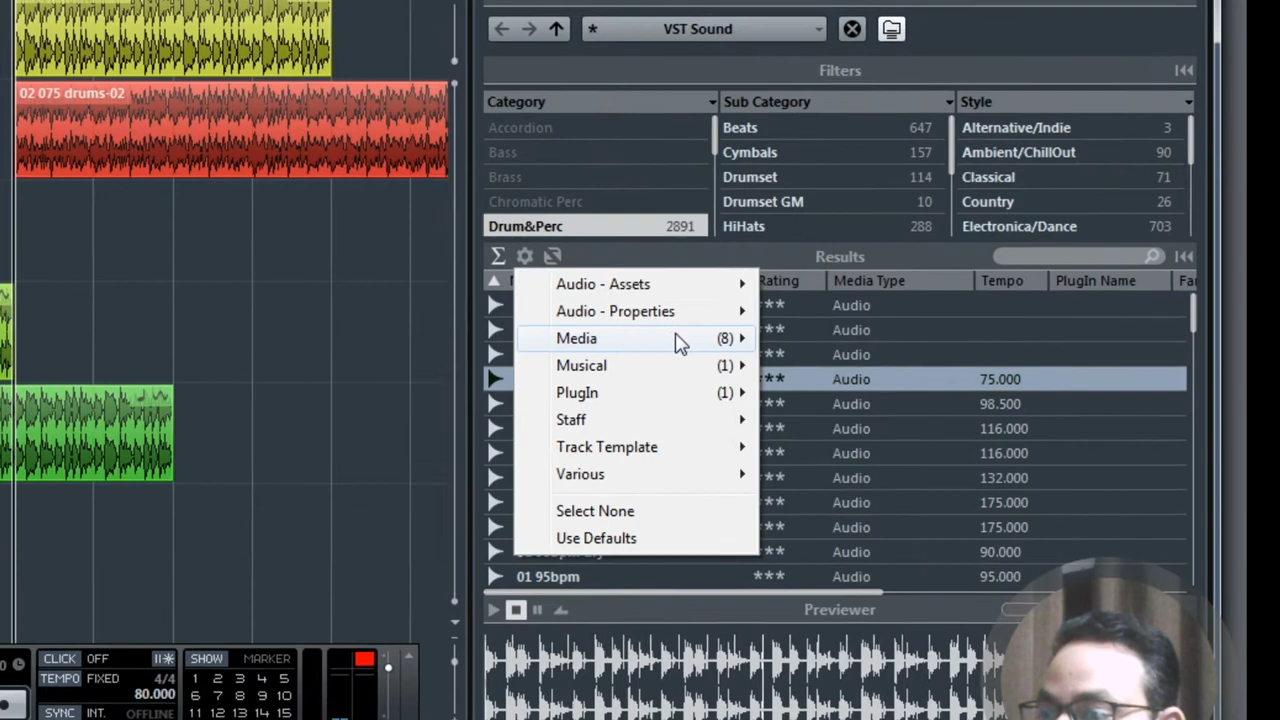 * VST Sound
02 075 drums-02
Filters
Category Sub Category Style
Accordion Beats 647 Alternative/Indie 3
Bass Cymbals 157 Ambient/ChillOut 90
Brass Drumset 114 Classical 71
Chromatic Perc Drumset GM 10 Country 26
Drum&Perc 2891 HiHats 288 Electronica/Dance 703
Σ Results
Rating Media Type Tempo PlugIn Name
Audio - Assets
*** Audio
Audio - Properties
*** Audio
Media (8)
*** Audio
Musical (1)
*** Audio 75.000
PlugIn (1)
*** Audio 98.500
Staff
*** Audio 116.000
Track Template
*** Audio 116.000
Various
*** Audio 132.000
Select None
*** Audio 175.000
Use Defaults
*** Audio 175.000
*** Audio 90.000
01 95bpm *** Audio 95.000
Previewer
CLICK OFF SHOW MARKER
TEMPO FIXED 4/4 1 2 3 4 5
80.000 6 7 8 9 10
SYNC INT. OFFLINE 11 12 13 14 15